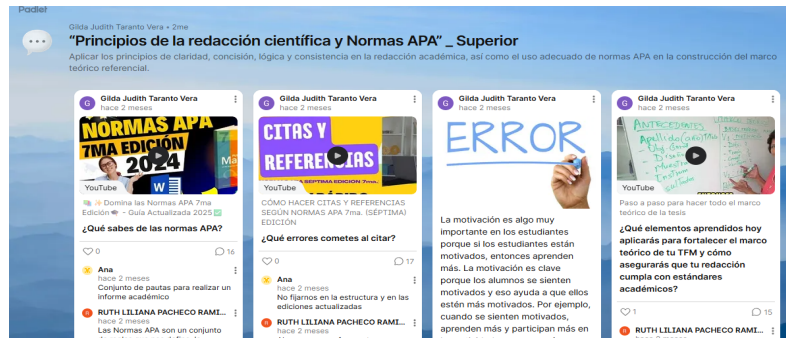 Padlet
Gilda Judith Taranto Vera • 2me
“Principios de la redacción científica y Normas APA” _ Superior
Aplicar los principios de claridad, concisión, lógica y consistencia en la redacción académica, así como el uso adecuado de normas APA en la construcción del marco
teórico referencial.
G Gilda Judith Taranto Vera
hace 2 meses
NORMAS APA
7MA EDICIÓN
2024
W
Ma
YouTube
Domina las Normas APA 7ma
Edición - Guía Actualizada 2025
¿Qué sabes de las normas APA?
0 16
Ana
hace 2 meses
Conjunto de pautas para realizar un
informe académico
R RUTH LILIANA PACHECO RAMI...
hace 2 meses
Las Normas APA son un conjunto
G Gilda Judith Taranto Vera
hace 2 meses
CITAS Y
REFERENCIAS
SÉPTIMA EDICIÓN 7ma.
YouTube
CÓMO HACER CITAS Y REFERENCIAS
SEGÚN NORMAS APA 7ma. (SÉPTIMA)
EDICIÓN
¿Qué errores cometes al citar?
0 17
Ana
hace 2 meses
No fijarnos en la estructura y en las
ediciones actualizadas
R RUTH LILIANA PACHECO RAMI...
hace 2 meses
G Gilda Judith Taranto Vera
hace 2 meses
ERROR
La motivación es algo muy
importante en los estudiantes
porque si los estudiantes están
motivados, entonces aprenden
más. La motivación es clave
porque los alumnos se sienten
motivados y eso ayuda a que ellos
estén más motivados. Por ejemplo,
cuando se sienten motivados,
aprenden más y participan más en
G Gilda Judith Taranto Vera
hace 2 meses
ANTECEDENTES
Apellido (año)
YouTube
Paso a paso para hacer todo el marco
teórico de la tesis
¿Qué elementos aprendidos hoy
aplicarás para fortalecer el marco
teórico de tu TFM y cómo
asegurarás que tu redacción
cumpla con estándares
académicos?
1 15
R RUTH LILIANA PACHECO RAMI...